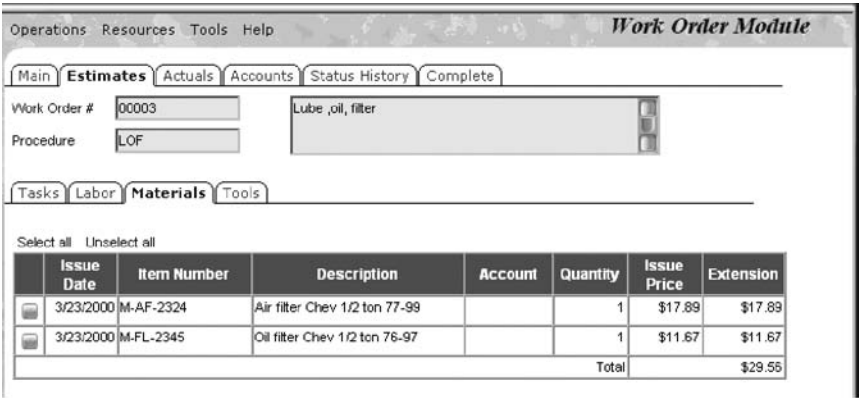 Operations Resources Tools Help Work Order Module
Main Estimates Actuals Accounts Status History Complete
Work Order # 00003 Lube ,oil, filter
Procedure LOF
Tasks Labor Materials Tools
Select all Unselect all
Issue Date Item Number Description Account Quantity Issue Price Extension
3/23/2000 M-AF-2324 Air filter Chev 1/2 ton 77-99 1 $17.89 $17.89
3/23/2000 M-FL-2345 Oil filter Chev 1/2 ton 76-97 1 $11.67 $11.67
Total $29.56